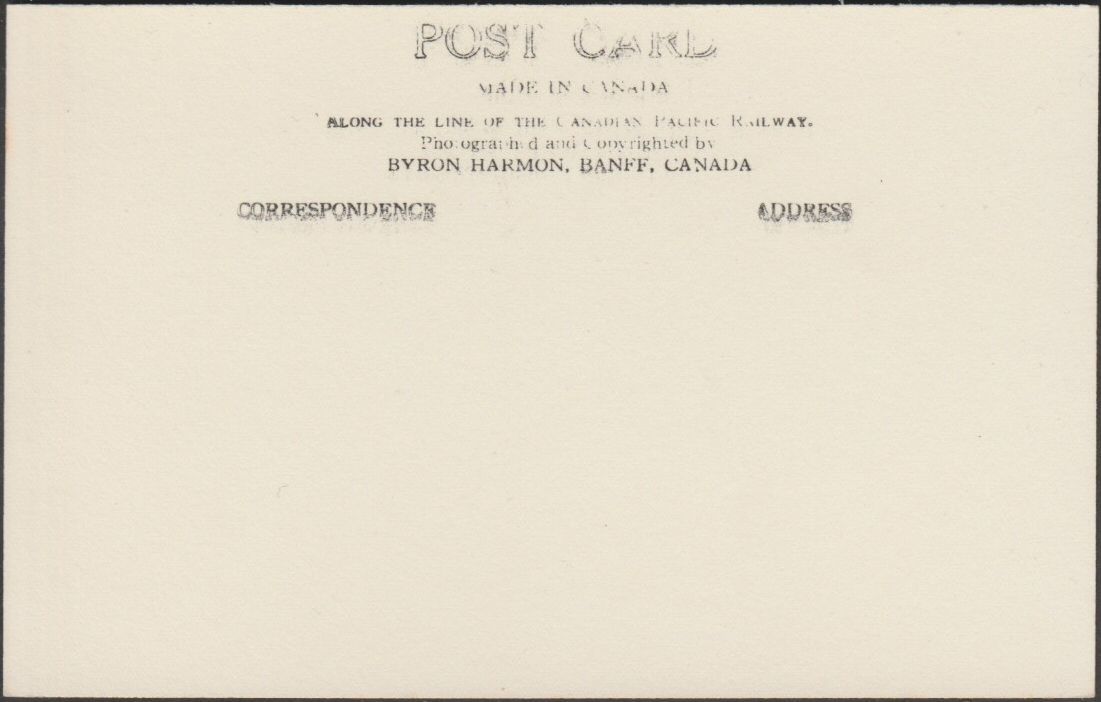 POST CARD
MADE IN CANADA
ALONG THE LINE OF THE CANADIAN PACIFIC RAILWAY.
Photographed and Copyrighted by
BYRON HARMON, BANFF, CANADA
CORRESPONDENCE ADDRESS